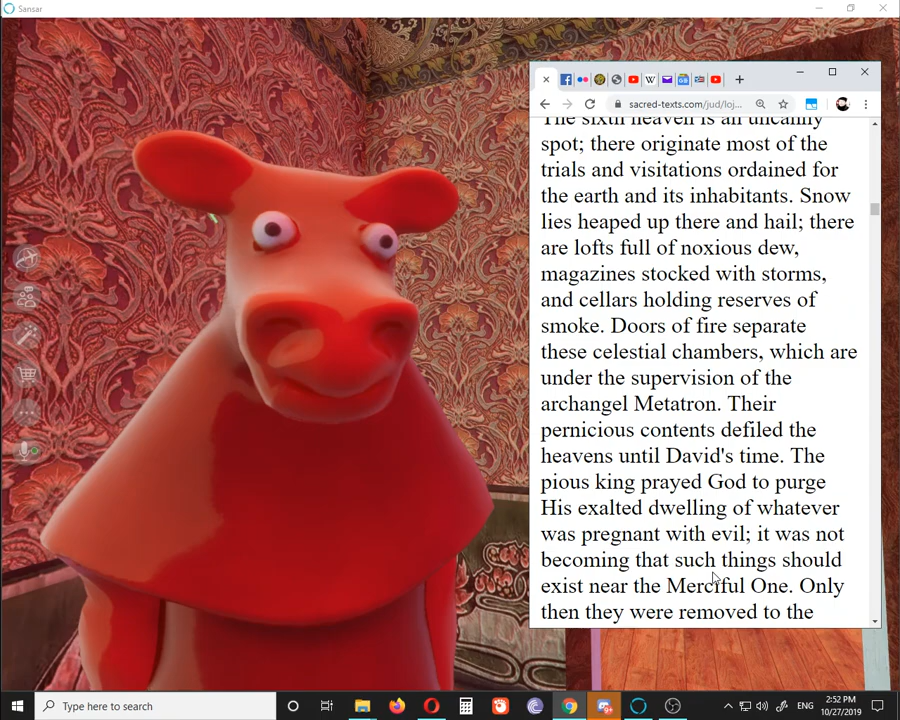 Sansar
sacred-texts.com/jud/loj...
The sixth heaven is an uncanny
spot; there originate most of the
trials and visitations ordained for
the earth and its inhabitants. Snow
lies heaped up there and hail; there
are lofts full of noxious dew,
magazines stocked with storms,
and cellars holding reserves of
smoke. Doors of fire separate
these celestial chambers, which are
under the supervision of the
archangel Metatron. Their
pernicious contents defiled the
heavens until David's time. The
pious king prayed God to purge
His exalted dwelling of whatever
was pregnant with evil; it was not
becoming that such things should
exist near the Merciful One. Only
then they were removed to the
Type here to search
ENG
2:52 PM
10/27/2019